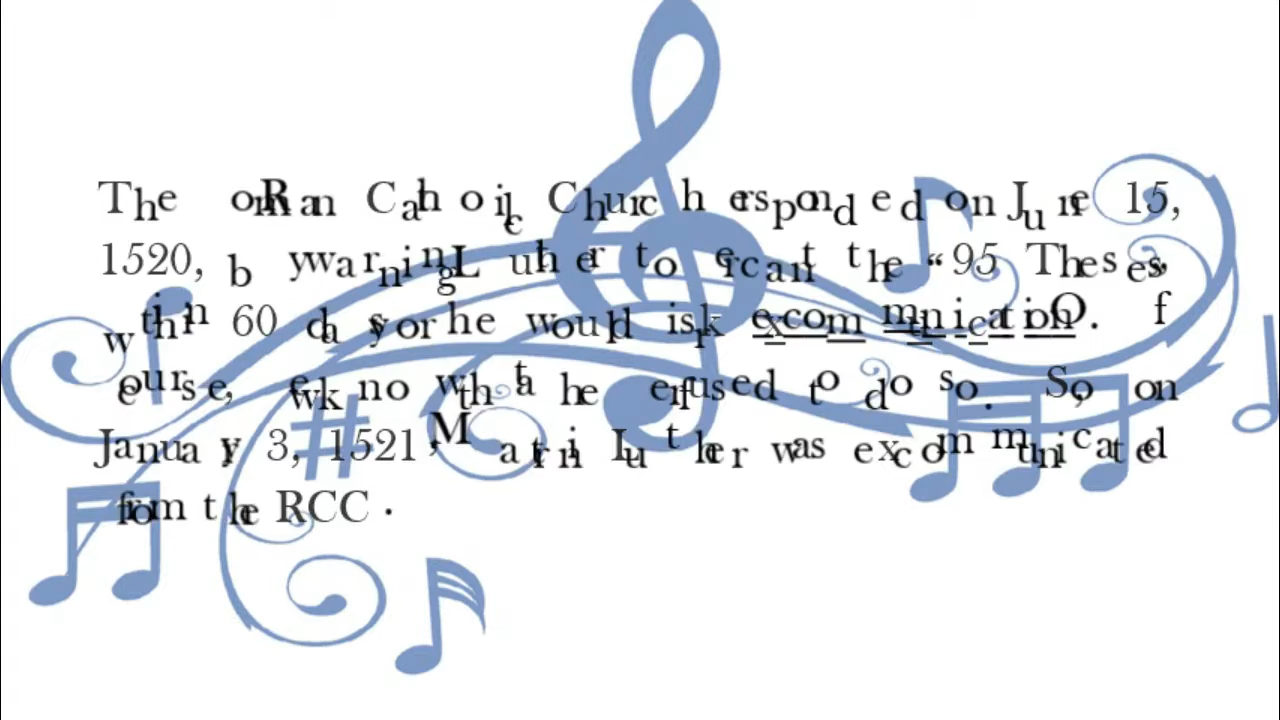 The Roman Catholic Church responded on June 15,
1520, by warning Luther to recant the “95 Theses”
within 60 days or he would risk excommunication. Of
course, we know that he refused to do so. So, on
January 3, 1521, Martin Luther was excommunicated
from the RCC.